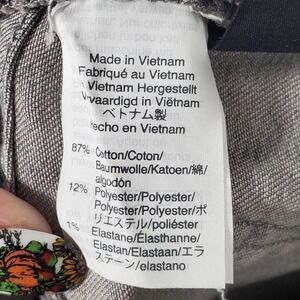 Made in Vietnam
Fabriqué au Vietnam
Vietnam Hergestellt
Vervaardigd in Viëtnam
ベトナム製
Hecho en Vietnam
87% Cotton/Coton/
Baumwolle/Katoen/綿/
algodón
12% Polyester/Polyester/
Polyester/Polyester/ポ
リエステル/poliéster
1% Elastane/Élasthanne/
Elastan/Elastaan/エラ
ステーン/elastano